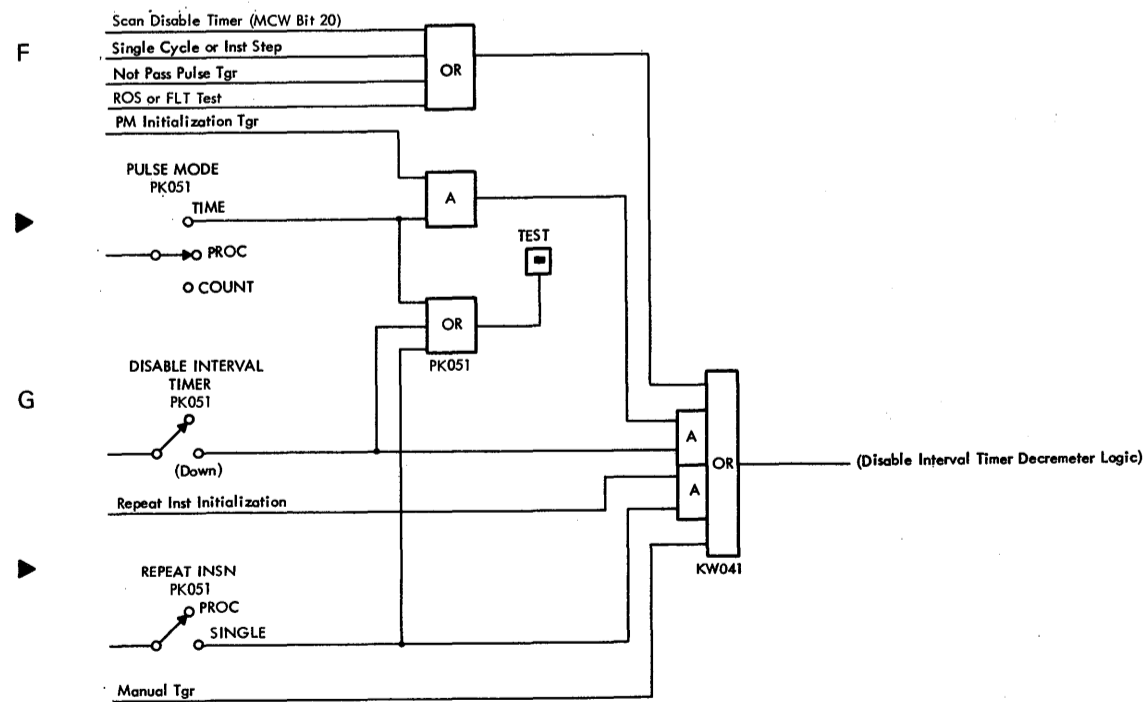 Scan Disable Timer (MCW Bit 20)
F
Single Cycle or Inst Step
OR
Not Pass Pulse Tgr
ROS or FLT Test
PM Initialization Tgr
PULSE MODE
PK051
A
TIME
TEST
PROC
COUNT
OR
PK051
DISABLE INTERVAL
TIMER
PK051
G
A
OR
(Disable Interval Timer Decremeter Logic)
(Down)
A
Repeat Inst Initialization
KW041
REPEAT INSN
PK051
PROC
SINGLE
Manual Tgr